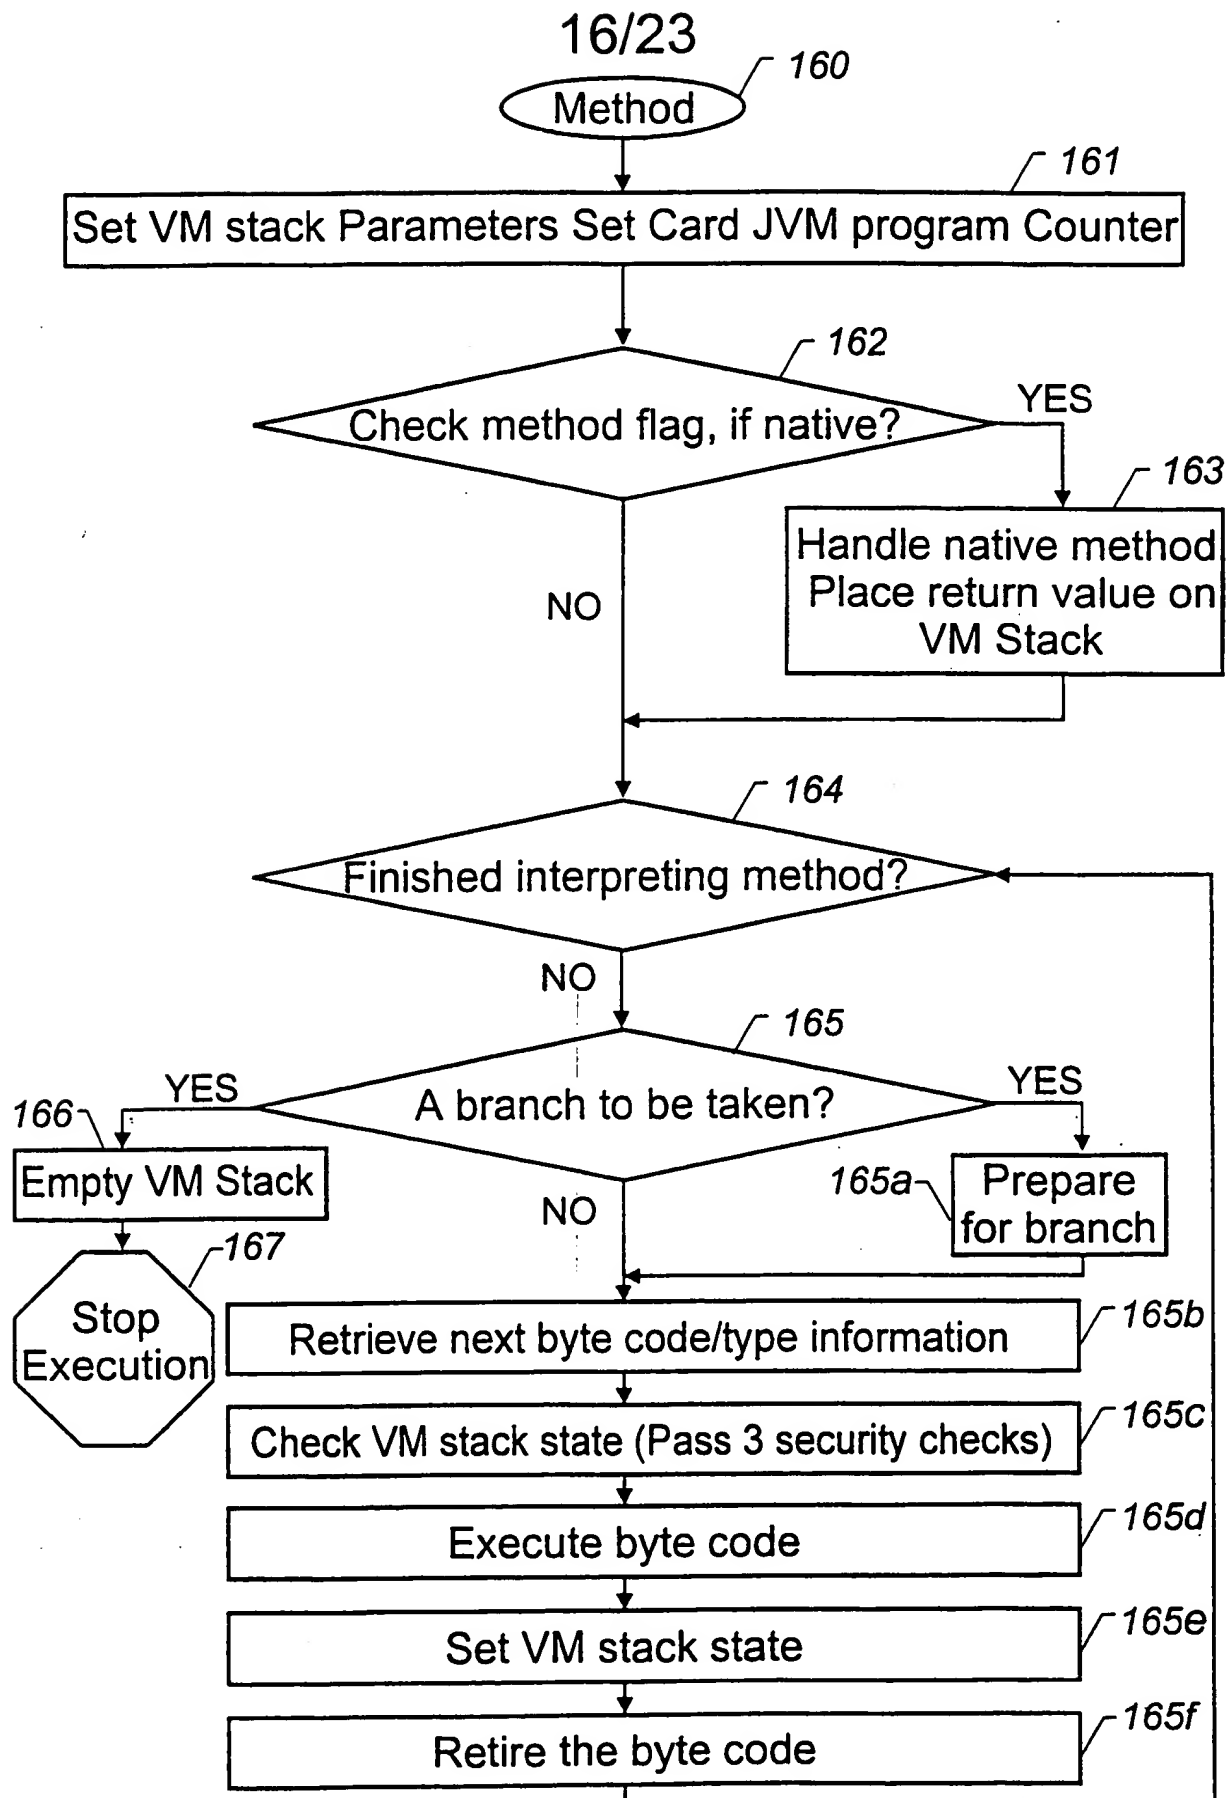 16/23
160
Method
161
Set VM stack Parameters Set Card JVM program Counter
162
Check method flag, if native?
YES
163
Handle native method
Place return value on
VM Stack
NO
164
Finished interpreting method?
NO
165
A branch to be taken?
YES
YES
166
Empty VM Stack
165a
Prepare
for branch
NO
167
Stop
Execution
165b
Retrieve next byte code/type information
165c
Check VM stack state (Pass 3 security checks)
165d
Execute byte code
165e
Set VM stack state
165f
Retire the byte code